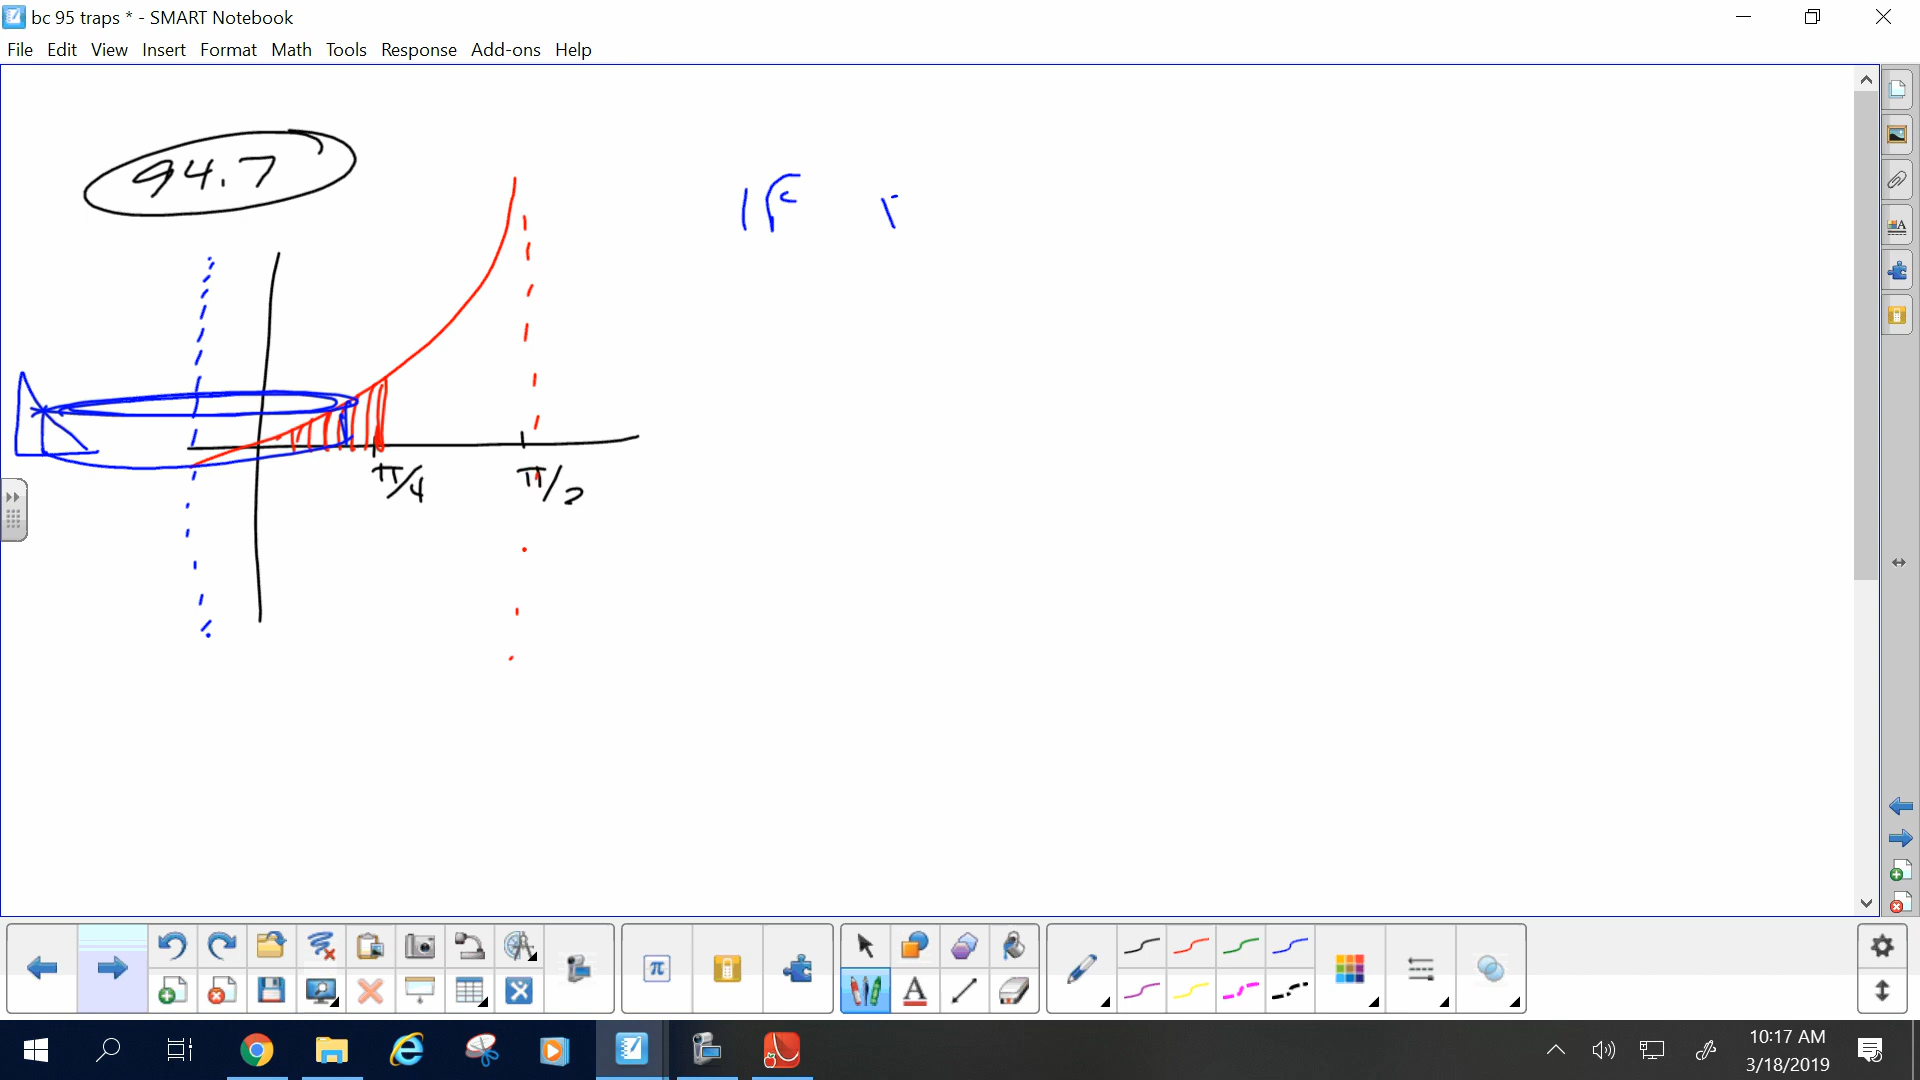 bc 95 traps * - SMART Notebook
File Edit View Insert Format Math Tools Response Add-ons Help
94.7
IF
π/4
π/2
10:17 AM
3/18/2019